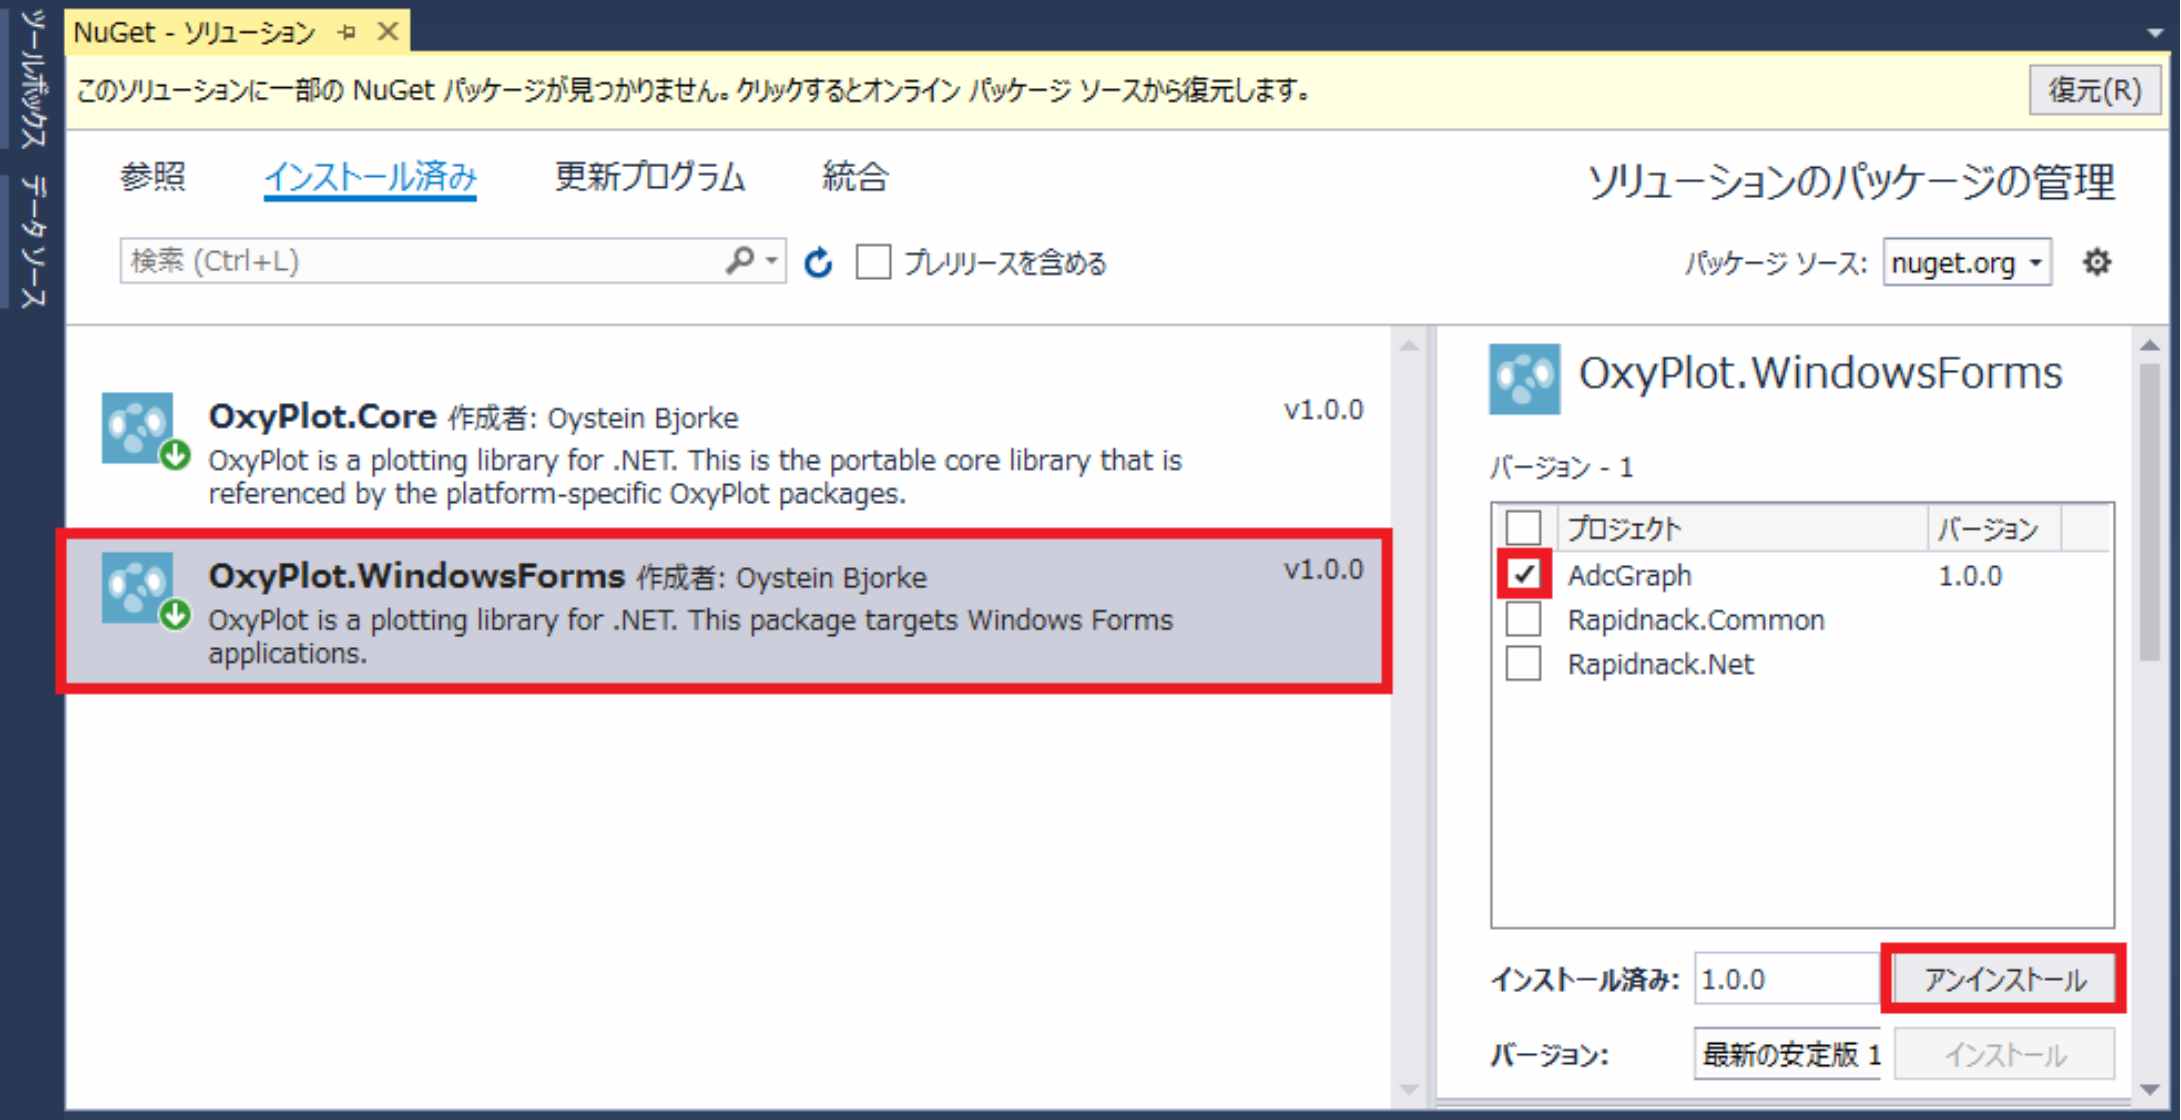 ツールボックス
データ ソース
NuGet - ソリューション
このソリューションに一部の NuGet パッケージが見つかりません。クリックするとオンライン パッケージ ソースから復元します。
復元(R)
参照
インストール済み
更新プログラム
統合
ソリューションのパッケージの管理
検索 (Ctrl+L)
プレリリースを含める
パッケージ ソース:
nuget.org
OxyPlot.Core 作成者: Oystein Bjorke
v1.0.0
OxyPlot is a plotting library for .NET. This is the portable core library that is
referenced by the platform-specific OxyPlot packages.
OxyPlot.WindowsForms 作成者: Oystein Bjorke
v1.0.0
OxyPlot is a plotting library for .NET. This package targets Windows Forms
applications.
OxyPlot.WindowsForms
バージョン - 1
プロジェクト
バージョン
AdcGraph
1.0.0
Rapidnack.Common
Rapidnack.Net
インストール済み:
1.0.0
アンインストール
バージョン:
最新の安定版 1
インストール